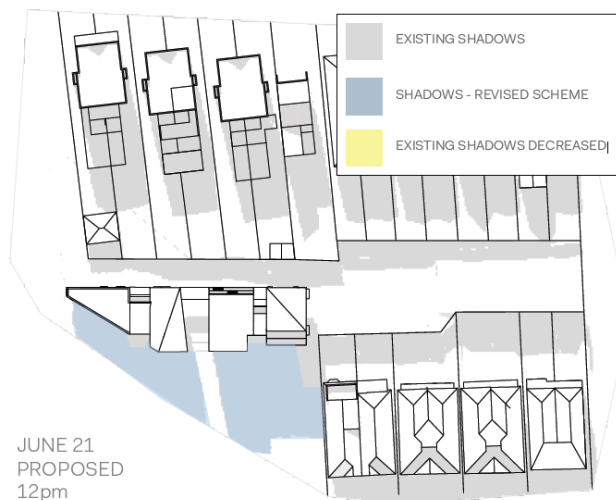 EXISTING SHADOWS
SHADOWS - REVISED SCHEME
EXISTING SHADOWS DECREASED
JUNE 21
PROPOSED
12pm